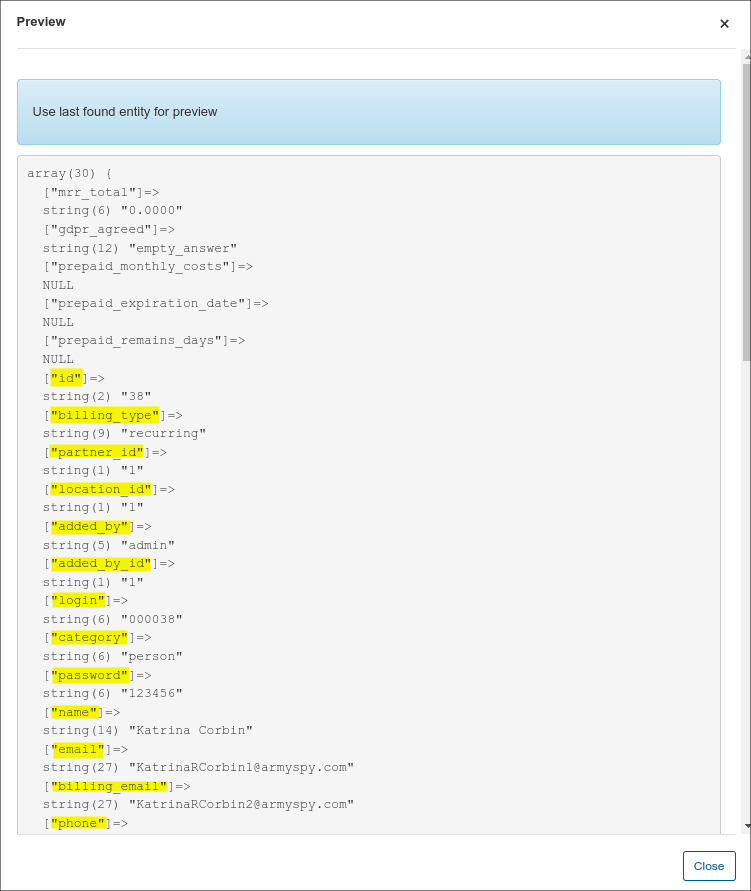 Preview
×
Use last found entity for preview
array(30) {
["mrr_total"]=>
string(6) "0.0000"
["gdpr_agreed"]=>
string(12) "empty_answer"
["prepaid_monthly_costs"]=>
NULL
["prepaid_expiration_date"]=>
NULL
["prepaid_remains_days"]=>
NULL
["id"]=>
string(2) "38"
["billing_type"]=>
string(9) "recurring"
["partner_id"]=>
string(1) "1"
["location_id"]=>
string(1) "1"
["added_by"]=>
string(5) "admin"
["added_by_id"]=>
string(1) "1"
["login"]=>
string(6) "000038"
["category"]=>
string(6) "person"
["password"]=>
string(6) "123456"
["name"]=>
string(14) "Katrina Corbin"
["email"]=>
string(27) "KatrinaRCorbin1@armyspy.com"
["billing_email"]=>
string(27) "KatrinaRCorbin2@armyspy.com"
["phone"]=>
Close